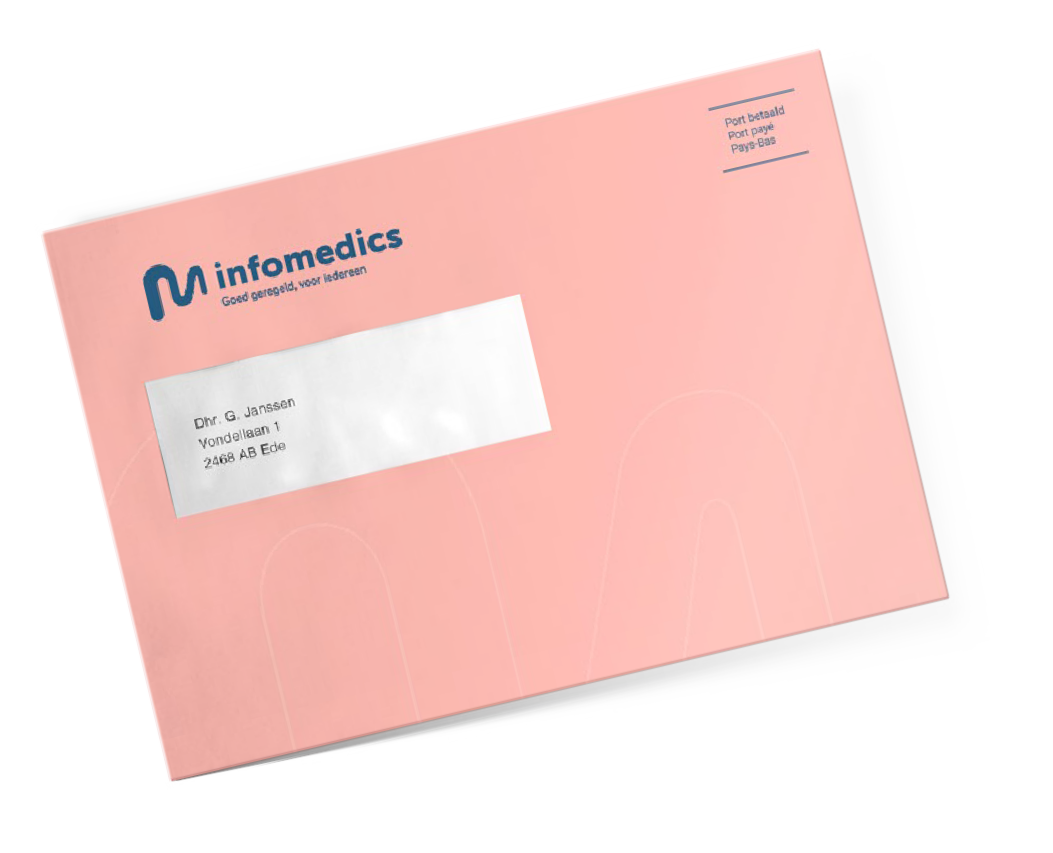 Port betaald
Port payé
Pays-Bas
infomedics
Goed geregeld, voor iedereen
Dhr. G. Janssen
Vondellaan 1
2468 AB Ede